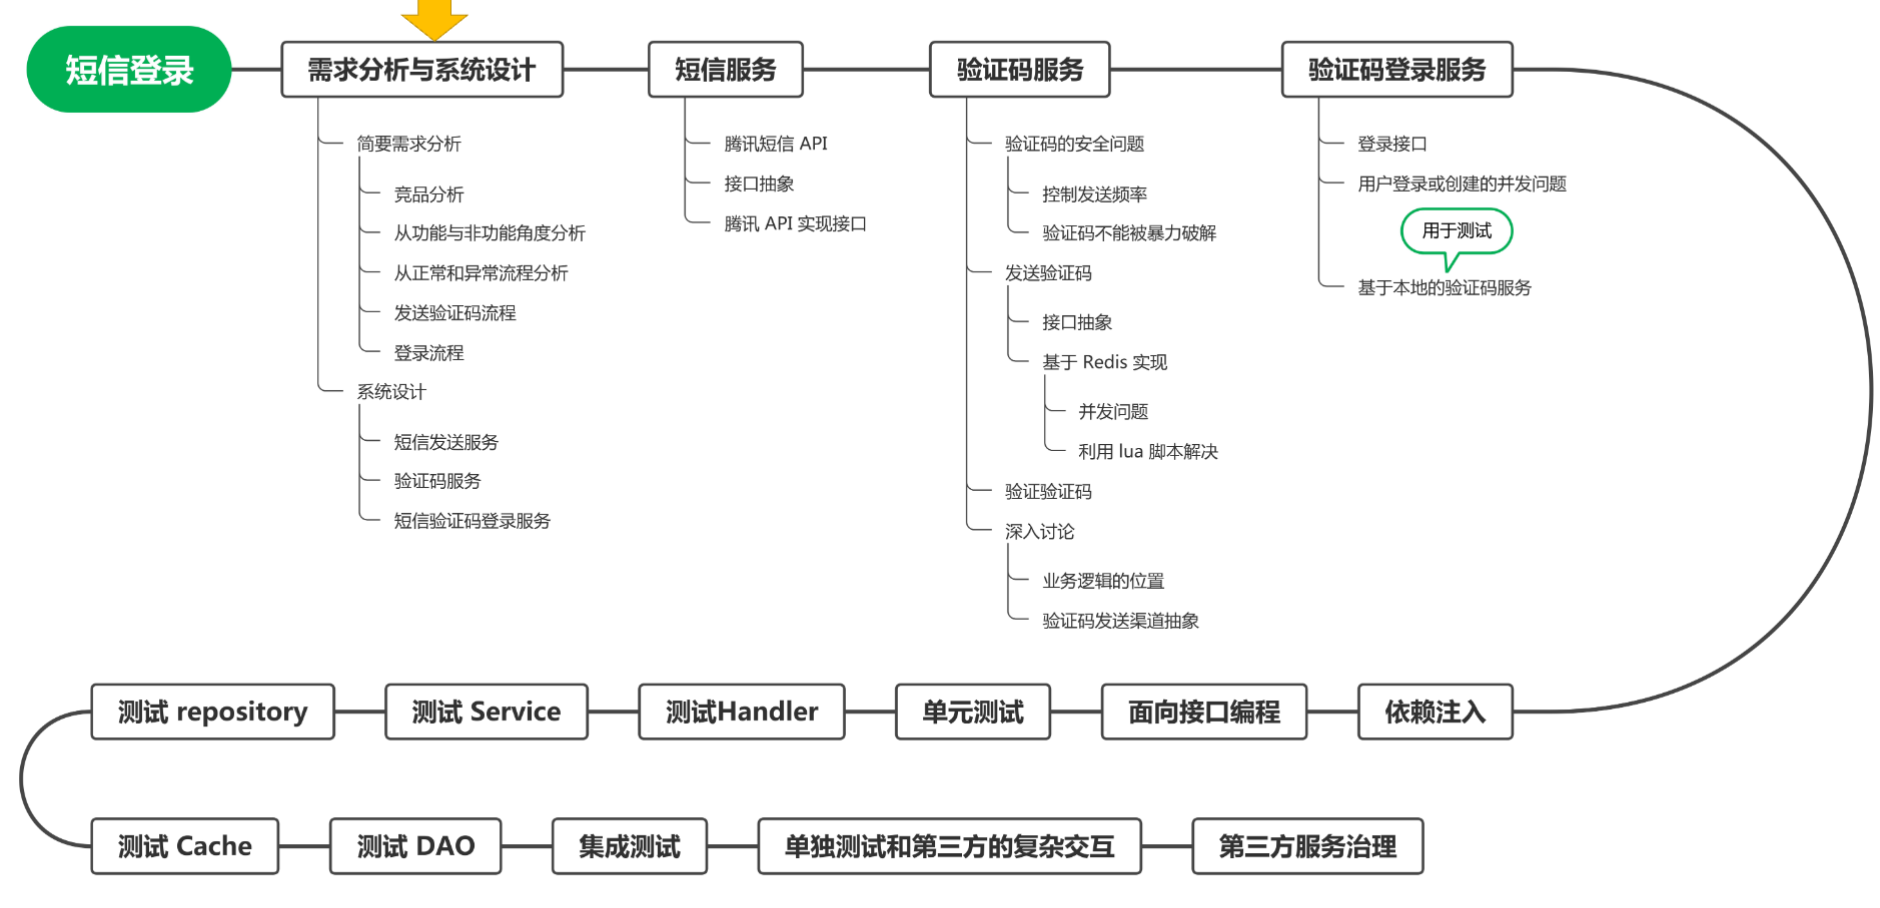 短信登录
需求分析与系统设计
简要需求分析
竞品分析
从功能与非功能角度分析
从正常和异常流程分析
发送验证码流程
登录流程
系统设计
短信发送服务
验证码服务
短信验证码登录服务
短信服务
腾讯短信 API
接口抽象
腾讯 API 实现接口
验证码服务
验证码的安全问题
控制发送频率
验证码不能被暴力破解
发送验证码
接口抽象
基于 Redis 实现
并发问题
利用 lua 脚本解决
验证验证码
深入讨论
业务逻辑的位置
验证码发送渠道抽象
验证码登录服务
登录接口
用户登录或创建的并发问题
用于测试
基于本地的验证码服务
依赖注入
面向接口编程
单元测试
测试Handler
测试 Service
测试 repository
测试 Cache
测试 DAO
集成测试
单独测试和第三方的复杂交互
第三方服务治理